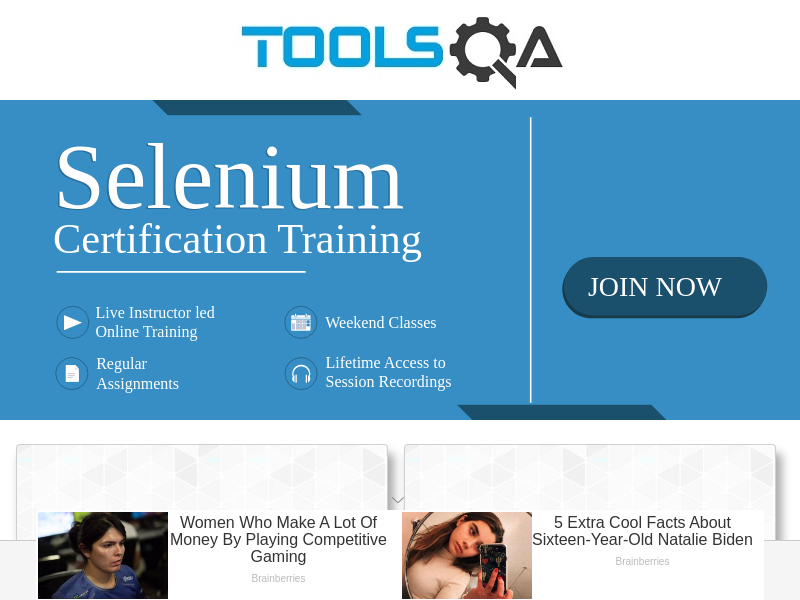 TOOLSQA
Selenium
Certification Training
Live Instructor led
Online Training
Weekend Classes
Regular
Assignments
Lifetime Access to
Session Recordings
JOIN NOW
Women Who Make A Lot Of
Money By Playing Competitive
Gaming
Brainberries
5 Extra Cool Facts About
Sixteen-Year-Old Natalie Biden
Brainberries